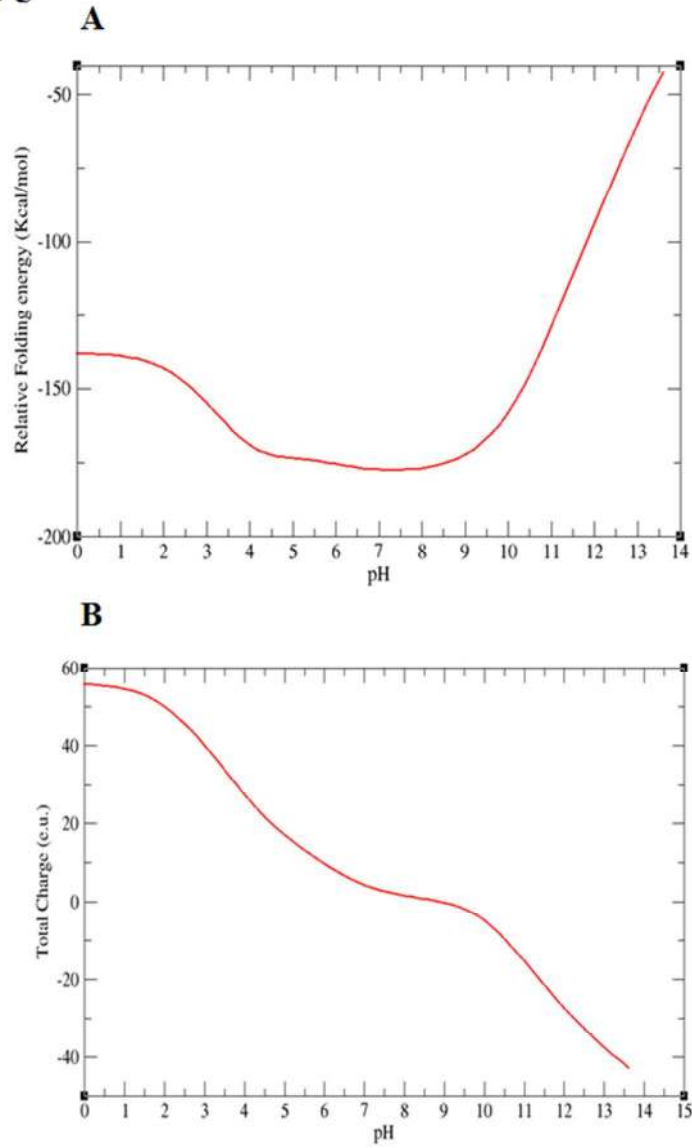 A
-50
-100
-150
-200
Relative Folding energy (Kcal/mol)
0 1 2 3 4 5 6 7 8 9 10 11 12 13 14
pH
B
60
40
20
0
-20
-40
Total Charge (e.u.)
0 1 2 3 4 5 6 7 8 9 10 11 12 13 14 15
pH